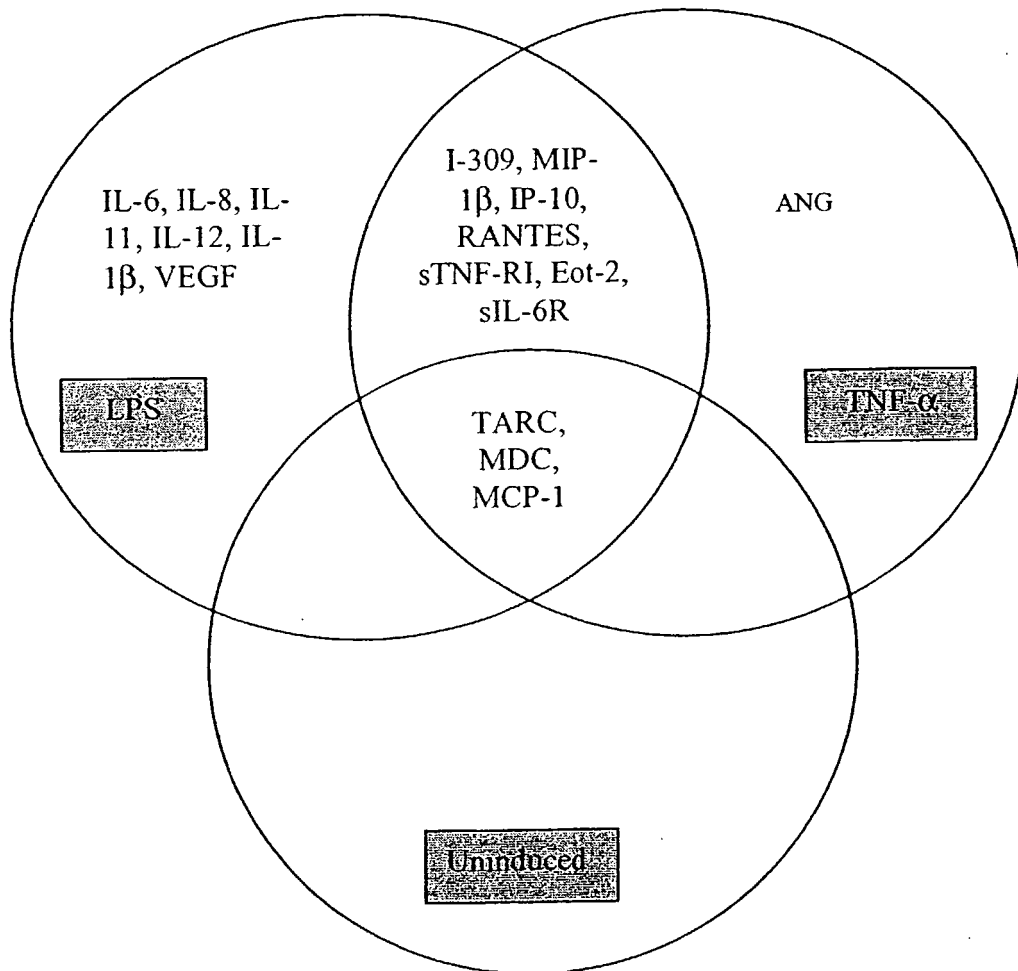 IL-6, IL-8, IL-
11, IL-12, IL-
1β, VEGF
I-309, MIP-
1β, IP-10,
RANTES,
sTNF-RI, Eot-2,
sIL-6R
ANG
LPS
TNF-α
TARC,
MDC,
MCP-1
Uninduced